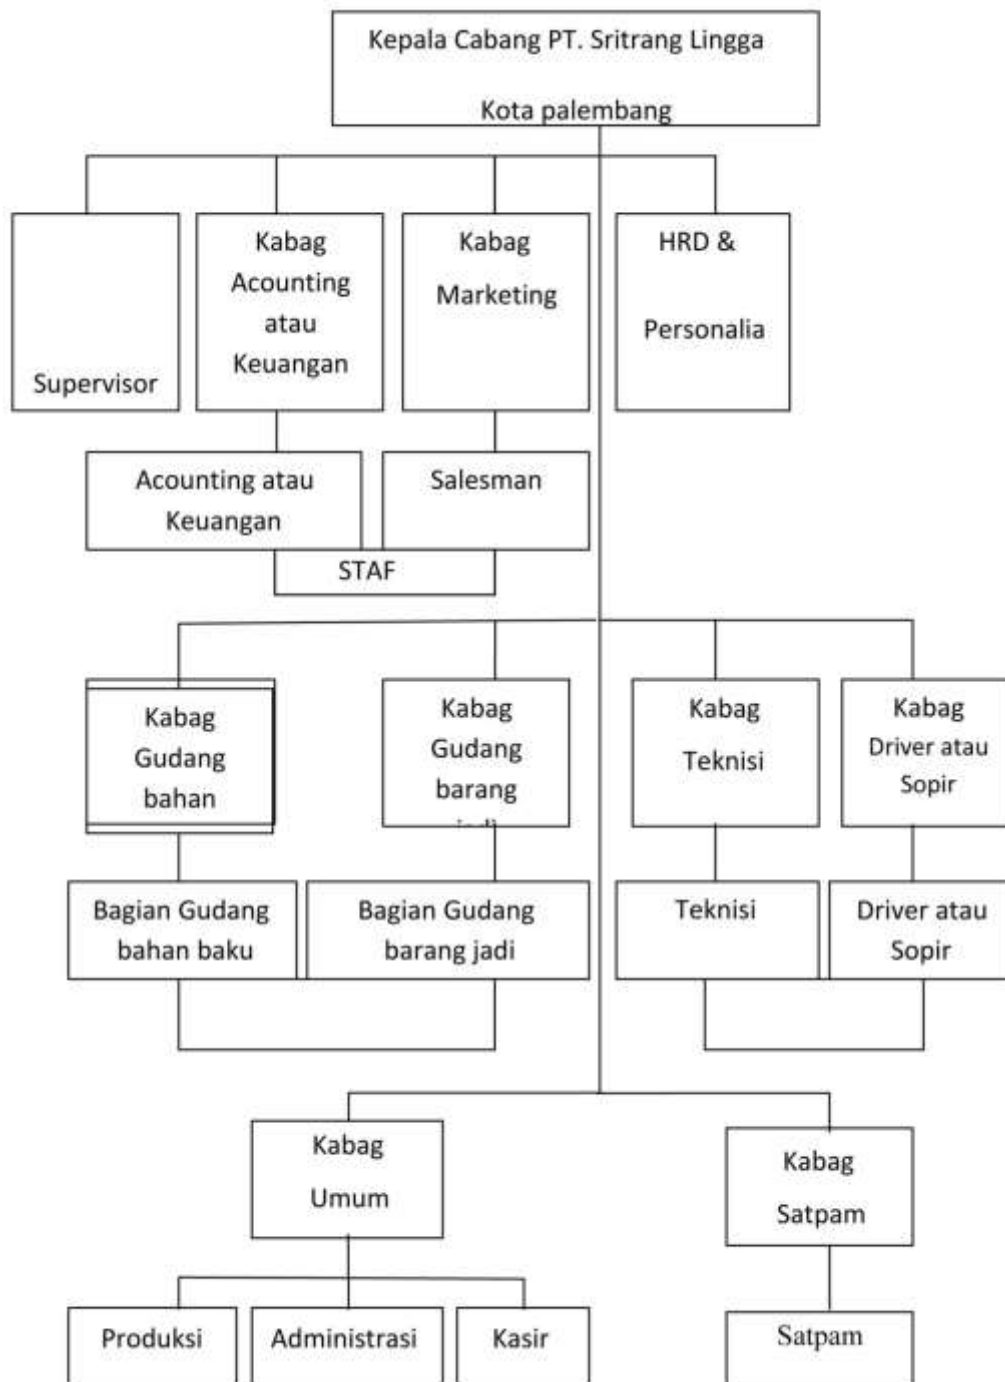 Kepala Cabang PT. Sritrang Lingga
Kota palembang
Supervisor
Kabag
Acounting
atau
Keuangan
Kabag
Marketing
HRD &
Personalia
Acounting atau
Keuangan
Salesman
STAF
Kabag
Gudang
bahan
Kabag
Gudang
barang
Kabag
Teknisi
Kabag
Driver atau
Sopir
Bagian Gudang
bahan baku
Bagian Gudang
barang jadi
Teknisi
Driver atau
Sopir
Kabag
Umum
Kabag
Satpam
Produksi
Administrasi
Kasir
Satpam